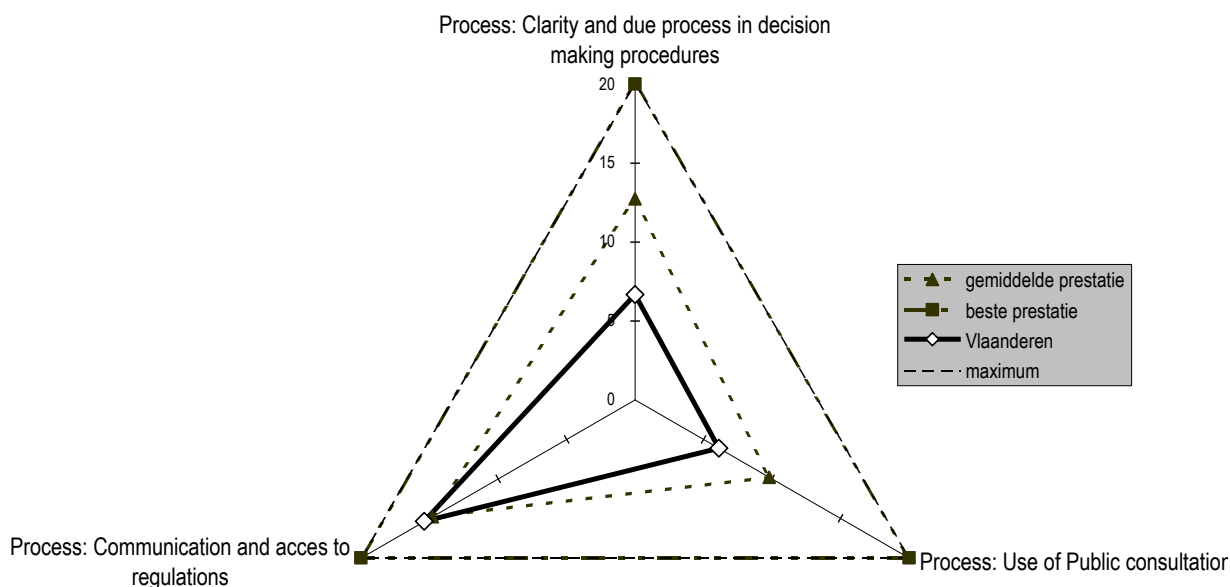 Process: Clarity and due process in decision
making procedures
20
15
10
5
0
gemiddelde prestatie
beste prestatie
Vlaanderen
maximum
Process: Communication and acces to
regulations
Process: Use of Public consultation